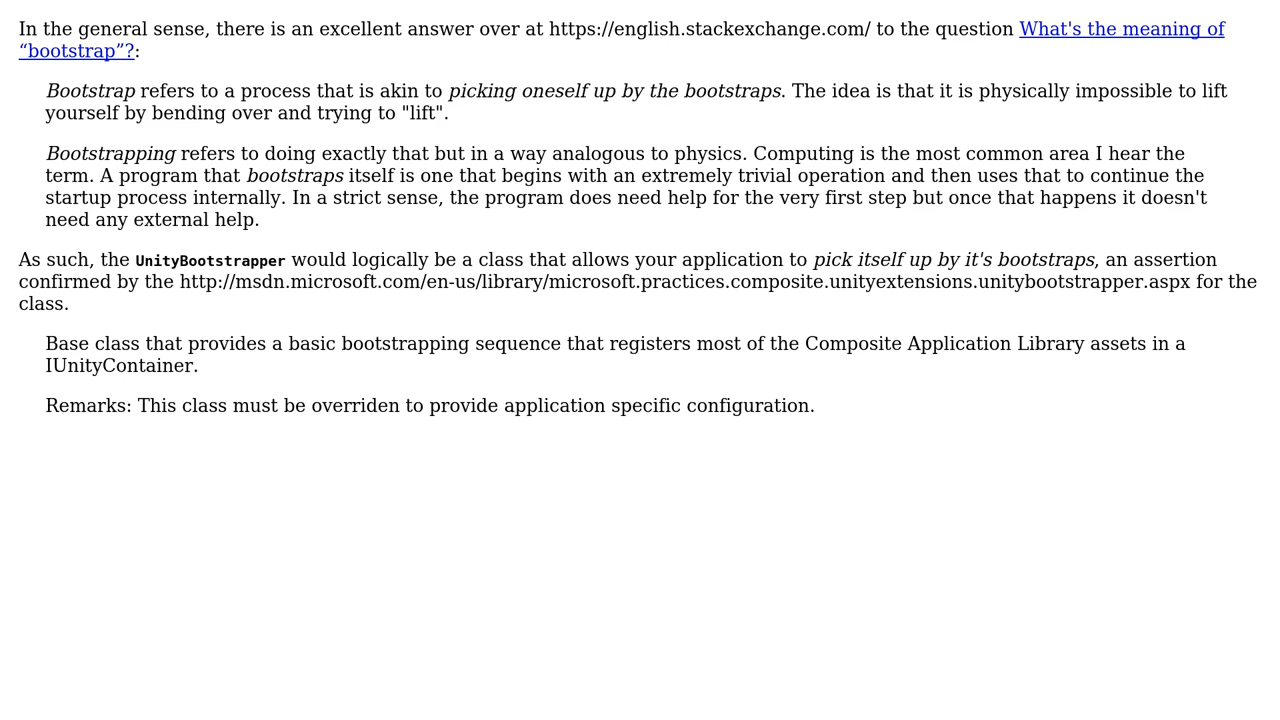 In the general sense, there is an excellent answer over at https://english.stackexchange.com/ to the question What's the meaning of
“bootstrap”?:
Bootstrap refers to a process that is akin to picking oneself up by the bootstraps. The idea is that it is physically impossible to lift
yourself by bending over and trying to "lift".
Bootstrapping refers to doing exactly that but in a way analogous to physics. Computing is the most common area I hear the
term. A program that bootstraps itself is one that begins with an extremely trivial operation and then uses that to continue the
startup process internally. In a strict sense, the program does need help for the very first step but once that happens it doesn't
need any external help.
As such, the UnityBootstrapper would logically be a class that allows your application to pick itself up by it's bootstraps, an assertion
confirmed by the http://msdn.microsoft.com/en-us/library/microsoft.practices.composite.unityextensions.unitybootstrapper.aspx for the
class.
Base class that provides a basic bootstrapping sequence that registers most of the Composite Application Library assets in a
IUnityContainer.
Remarks: This class must be overriden to provide application specific configuration.